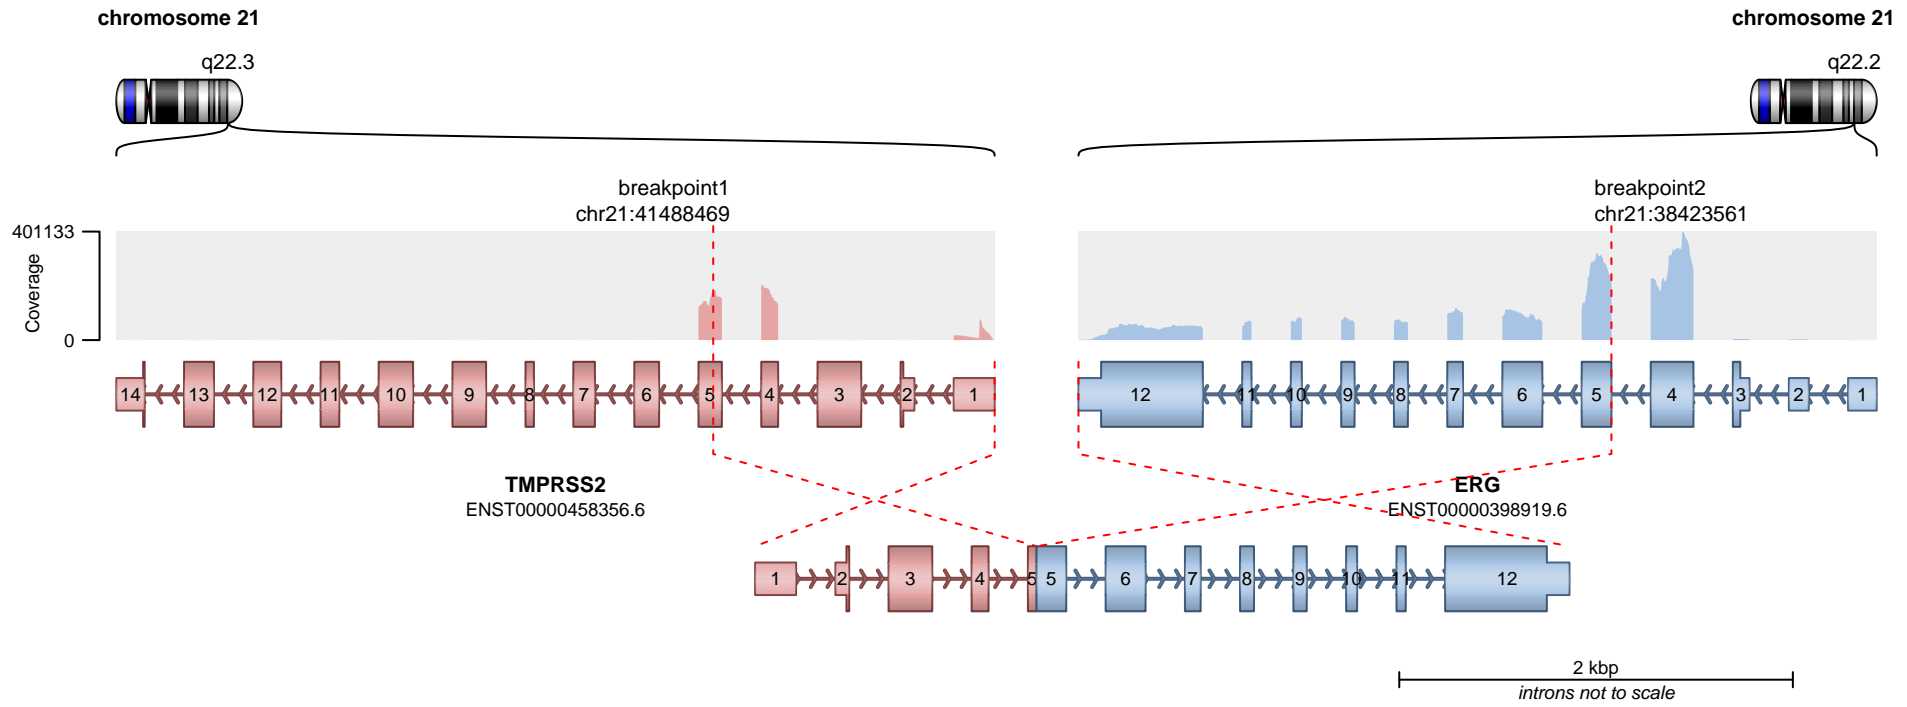 chromosome 21
chromosome 21
q22.3
q22.2
breakpoint1
chr21:41488469
breakpoint2
chr21:38423561
401133
Coverage
0
14 13 12 11 10 9 8 7 6 5 4 3 2 1
12 11 10 9 8 7 6 5 4 3 2 1
TMPRSS2
ENST00000458356.6
ERG
ENST00000398919.6
1 2 3 4 5 5 6 7 8 9 10 11 12
2 kbp
introns not to scale